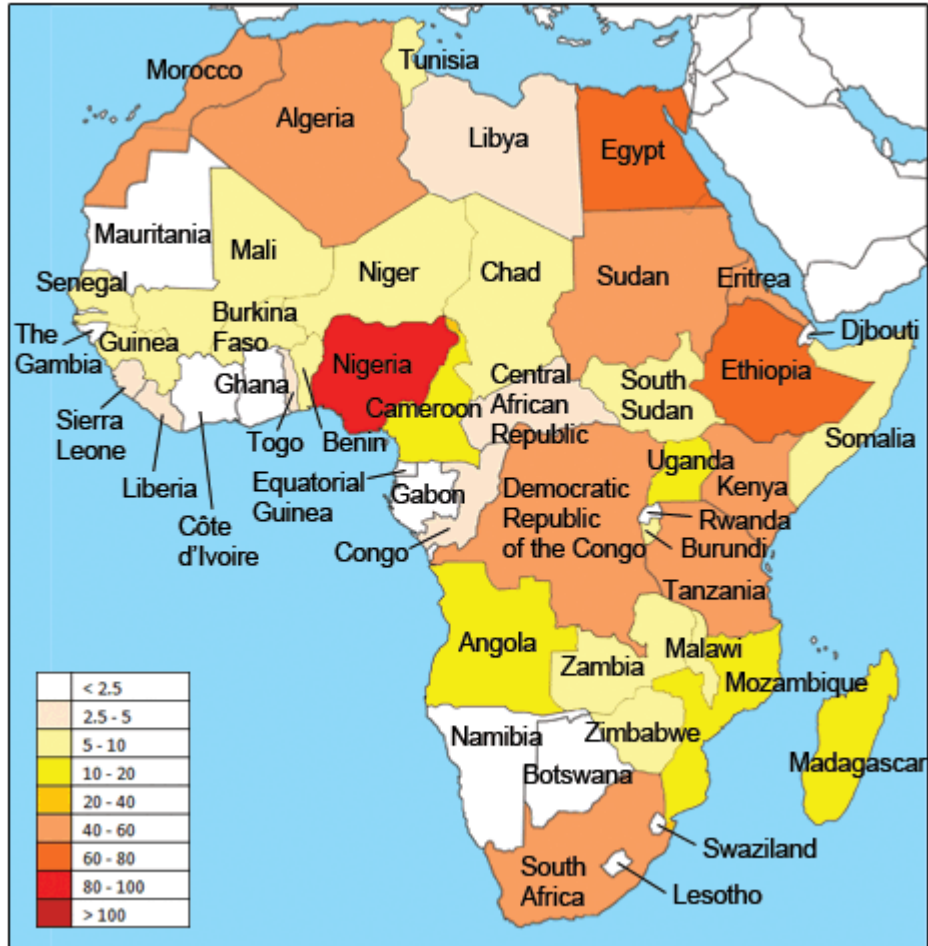 Morocco
Tunisia
Algeria
Libya
Egypt
Mauritania
Mali
Niger
Chad
Sudan
Eritrea
Senegal
The
Gambia
Guinea
Burkina
Faso
Nigeria
Djibouti
Ethiopia
Ghana
Cameroon
Central
African
Republic
South
Sudan
Somalia
Sierra
Leone
Liberia
Côte
d'Ivoire
Togo
Benin
Equatorial
Guinea
Gabon
Congo
Democratic
Republic
of the Congo
Uganda
Kenya
Rwanda
Burundi
Tanzania
Angola
Zambia
Malawi
Mozambique
Zimbabwe
Namibia
Botswana
Madagascar
Swaziland
South
Africa
Lesotho
< 2.5
2.5 - 5
5 - 10
10 - 20
20 - 40
40 - 60
60 - 80
80 - 100
> 100